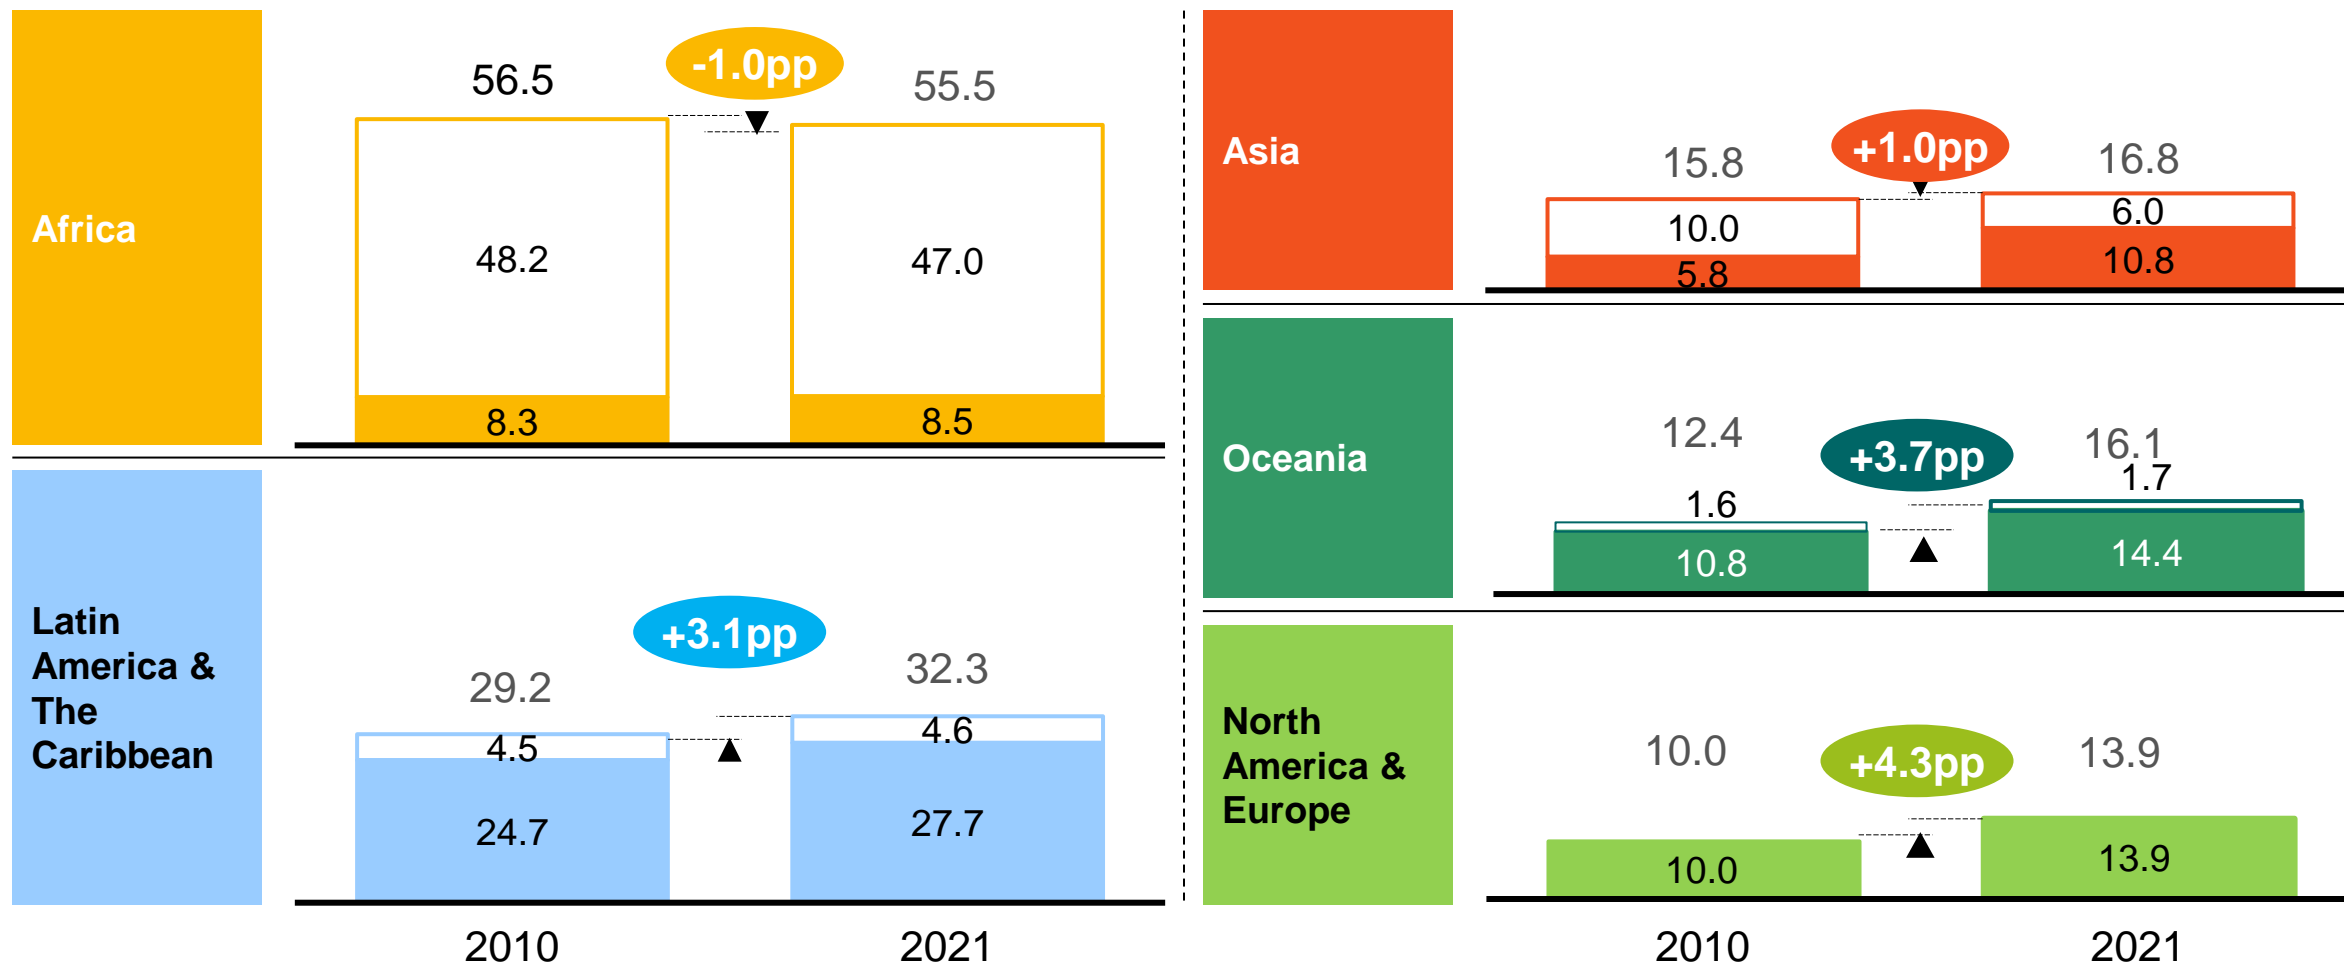 Africa
56.5
-1.0pp
55.5
48.2
47.0
8.3
8.5
Latin
America &
The
Caribbean
+3.1pp
29.2
32.3
4.5
4.6
24.7
27.7
2010
2021
Asia
15.8
+1.0pp
16.8
10.0
6.0
5.8
10.8
Oceania
12.4
+3.7pp
16.1
1.6
1.7
10.8
14.4
North
America &
Europe
10.0
+4.3pp
13.9
10.0
13.9
2010
2021